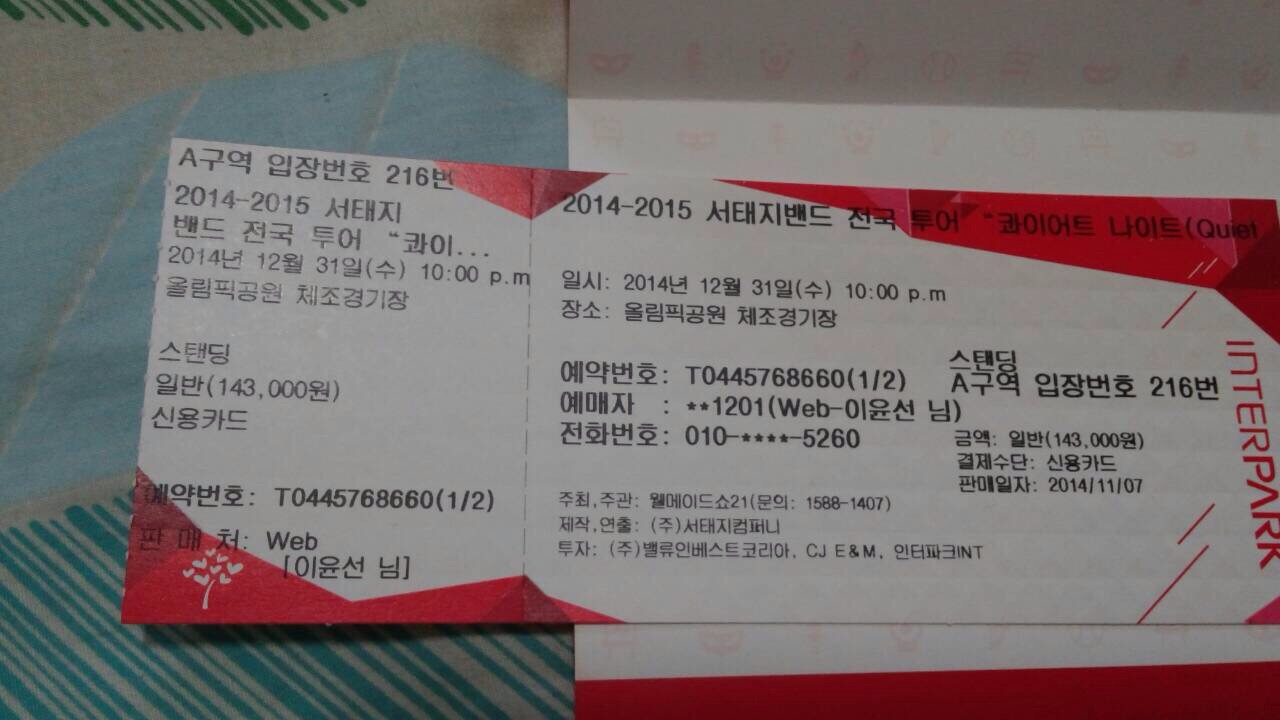 A구역 입장번호 216번
2014-2015 서태지
밴드 전국 투어 “콰이...
2014년 12월 31일(수) 10:00 p.m
올림픽공원 체조경기장
스탠딩
일반(143,000원)
신용카드
예약번호: T0445768660(1/2)
판 매 처: Web
[이윤선 님]
2014-2015 서태지밴드 전국 투어 “콰이어트 나이트(Quiet
일시: 2014년 12월 31일(수) 10:00 p.m
장소: 올림픽공원 체조경기장
예약번호: T0445768660(1/2)
예매자 : **1201(Web-이윤선 님)
전화번호: 010-****-5260
스탠딩
A구역 입장번호 216번
금액: 일반(143,000원)
결제수단: 신용카드
판매일자: 2014/11/07
주최,주관: 웰메이드쇼21(문의: 1588-1407)
제작,연출: (주)서태지컴퍼니
투자: (주)밸류인베스트코리아, CJ E&M, 인터파크INT
INTERPARK